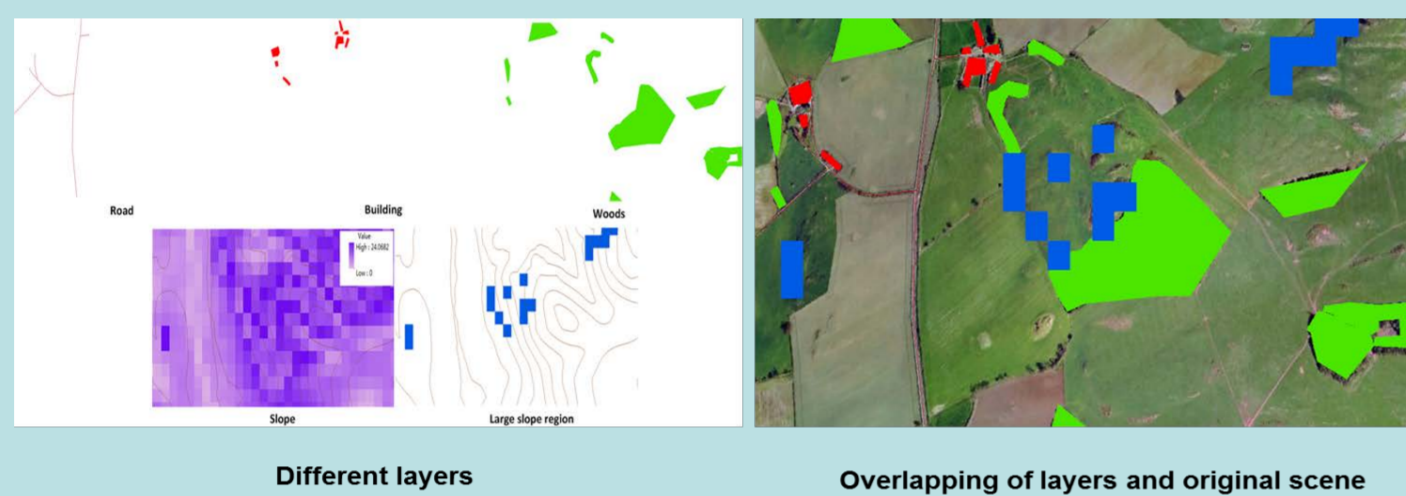 Road
Building
Woods
Value
High : 24.0682
Low : 0
Slope
Large slope region
Different layers
Overlapping of layers and original scene